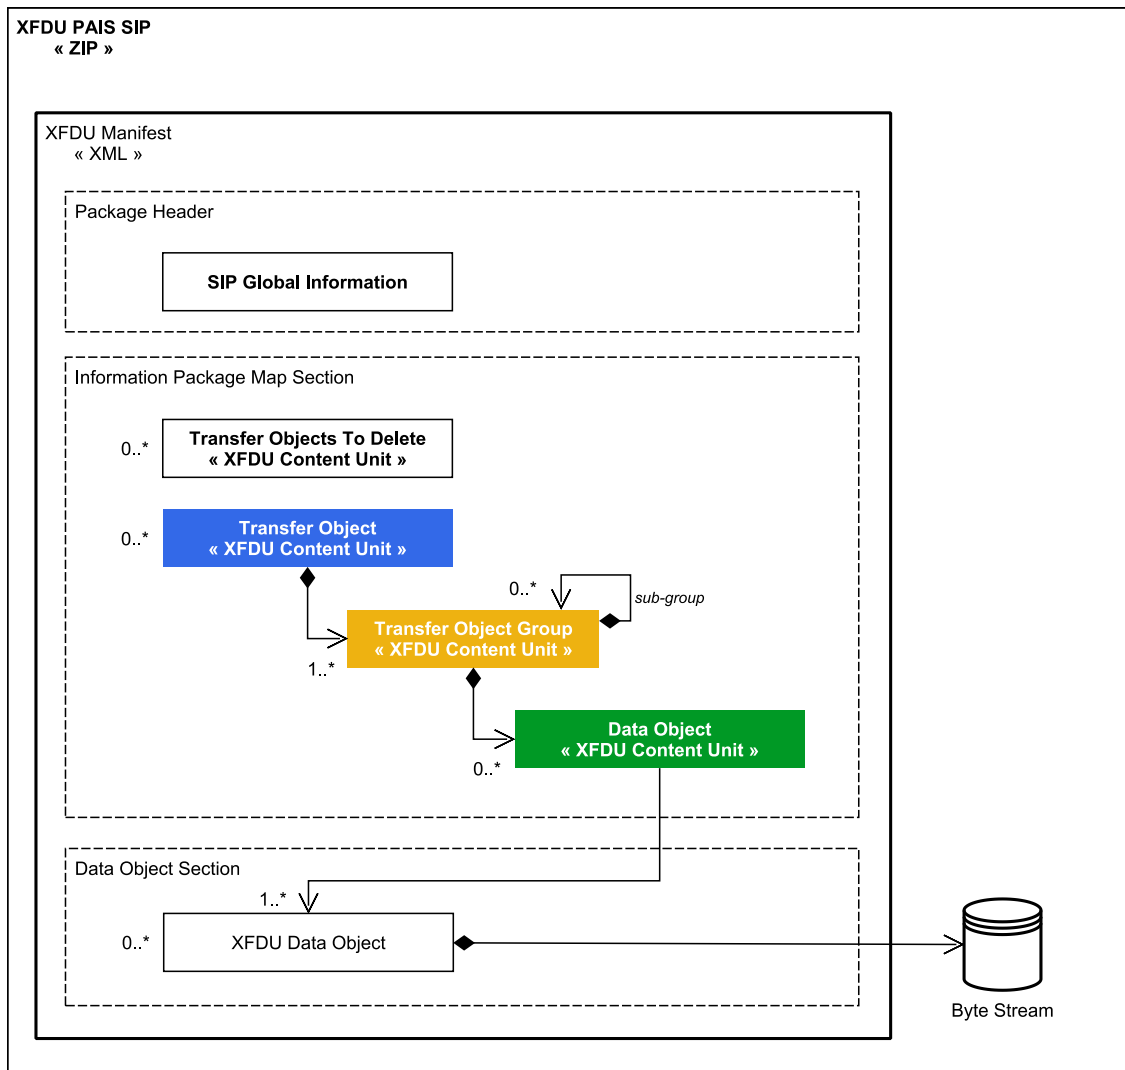 XFDU PAIS SIP
« ZIP »
XFDU Manifest
« XML »
Package Header
SIP Global Information
Information Package Map Section
0..*
Transfer Objects To Delete
« XFDU Content Unit »
0..*
Transfer Object
« XFDU Content Unit »
0..*
sub-group
Transfer Object Group
« XFDU Content Unit »
1..*
Data Object
« XFDU Content Unit »
0..*
Data Object Section
1..*
0..*
XFDU Data Object
Byte Stream